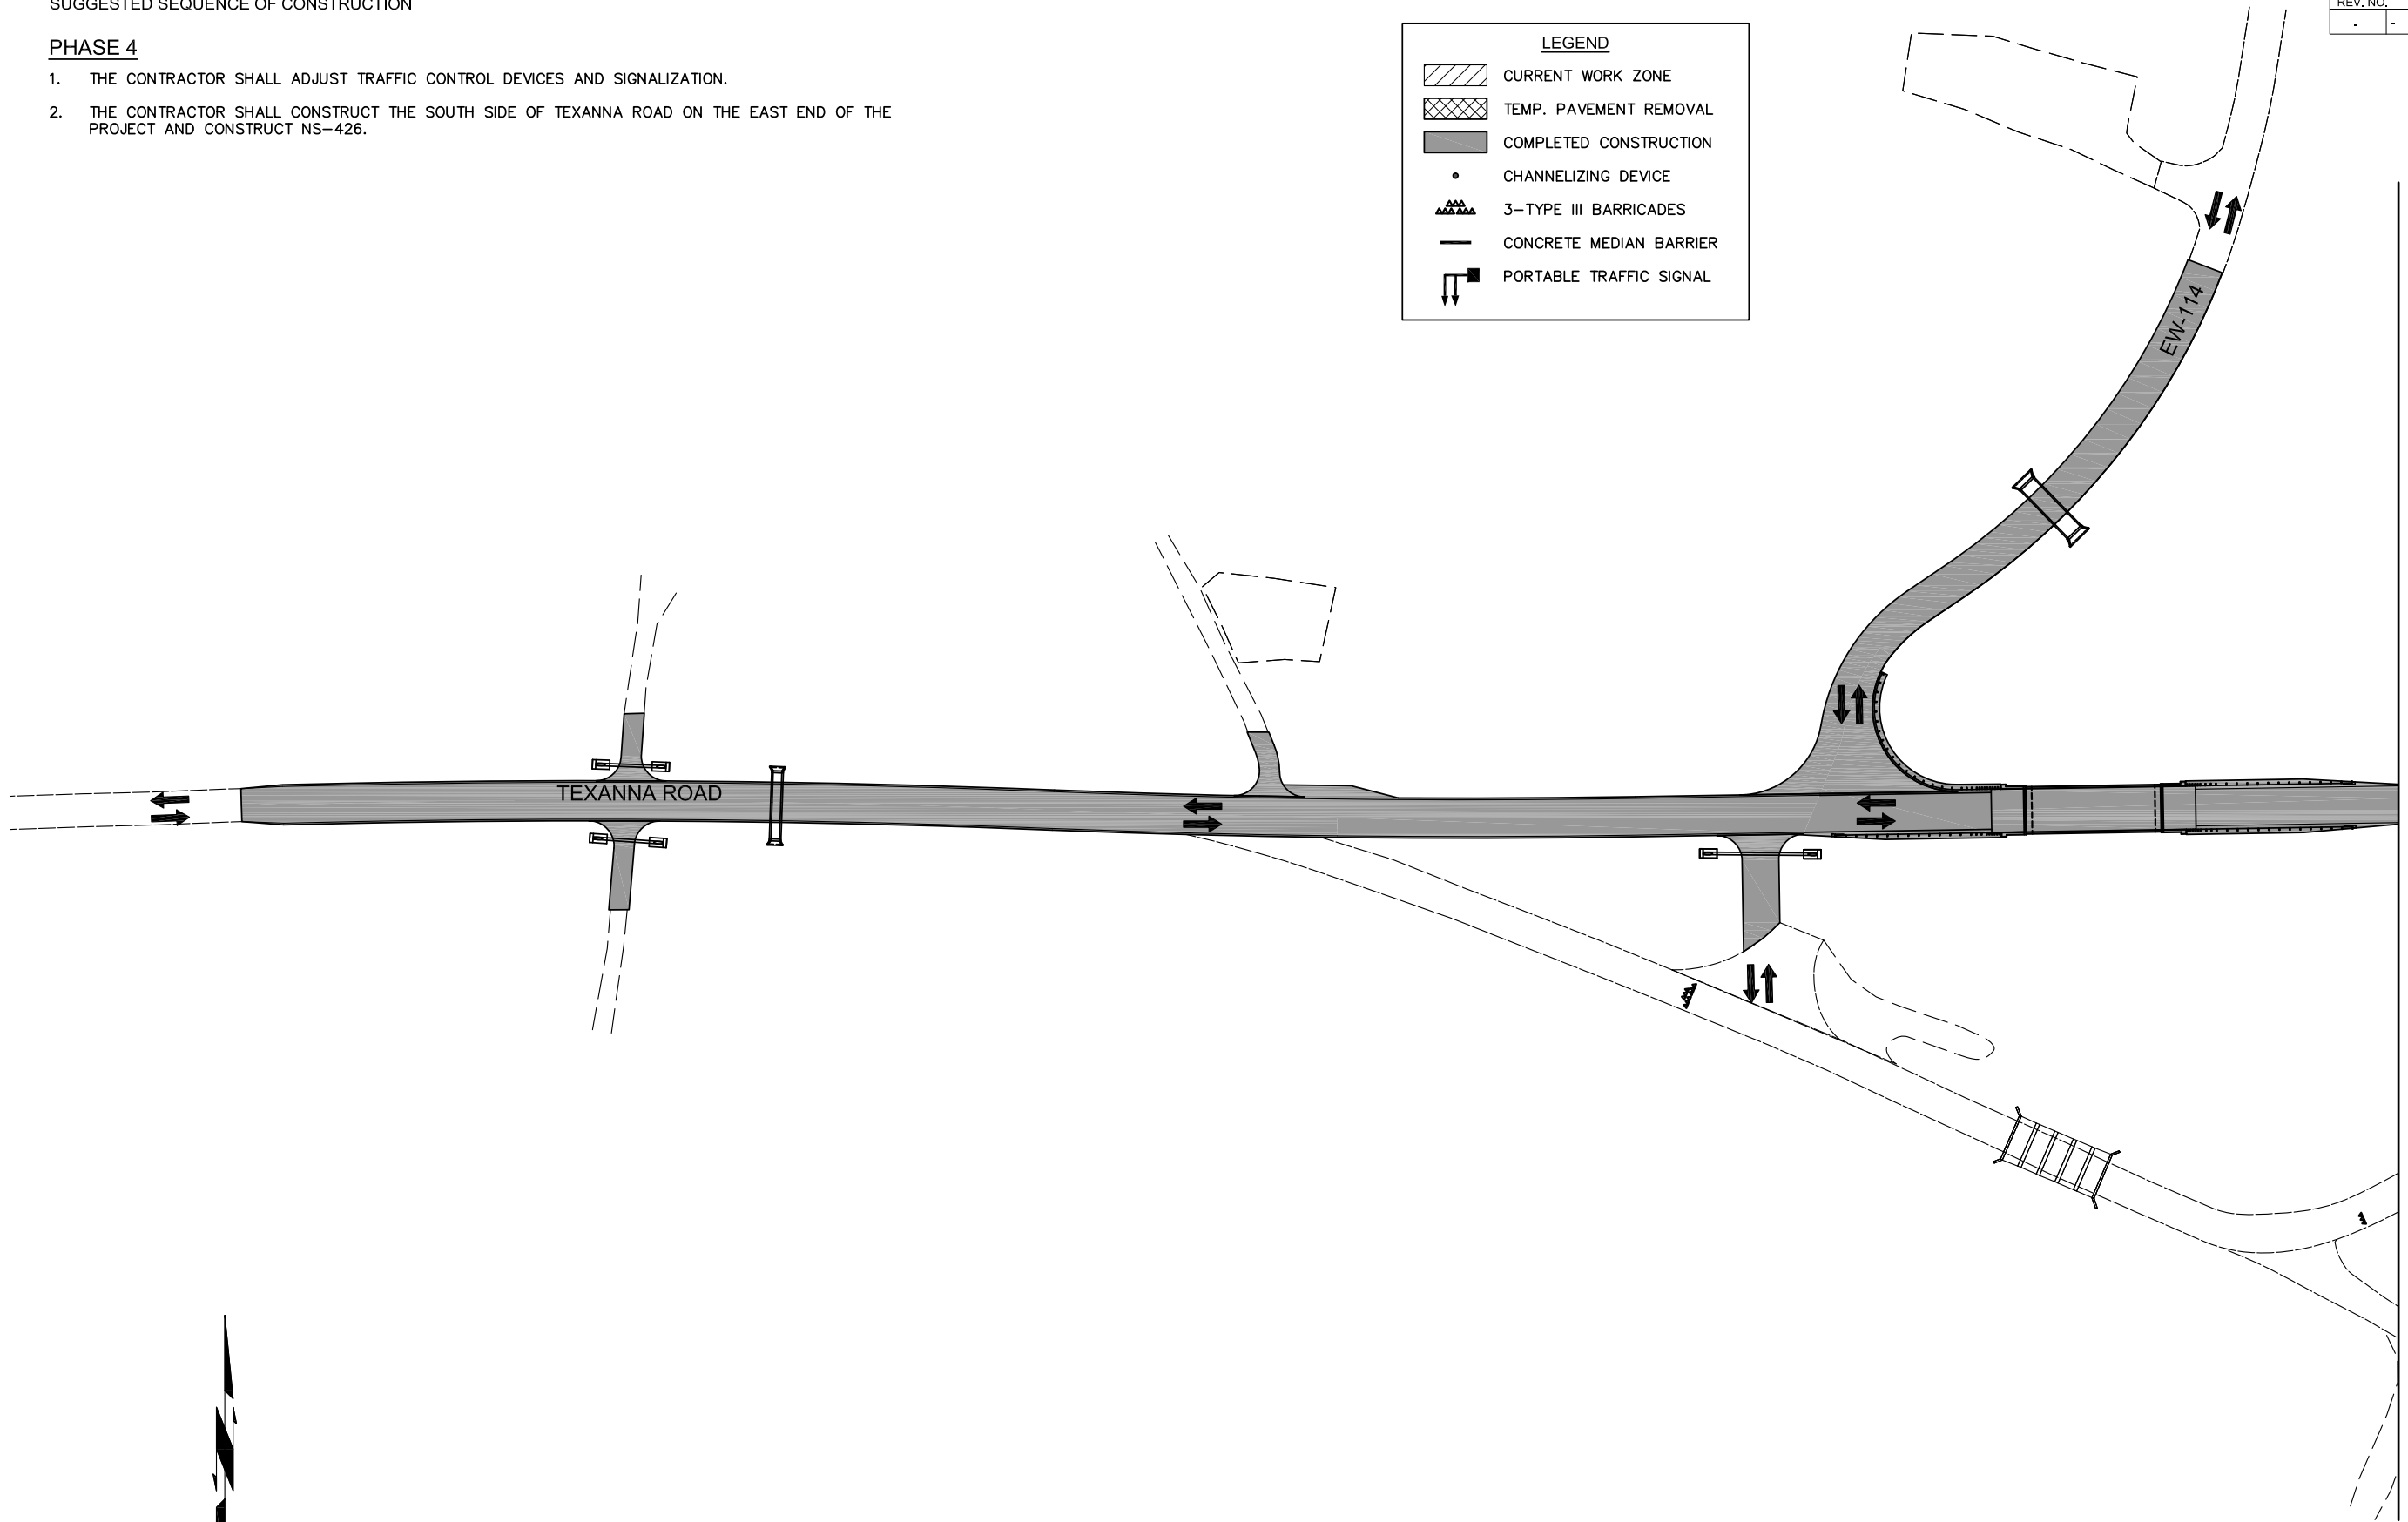 SUGGESTED SEQUENCE OF CONSTRUCTION
REV. NO.
- -
PHASE 4
1. THE CONTRACTOR SHALL ADJUST TRAFFIC CONTROL DEVICES AND SIGNALIZATION.
2. THE CONTRACTOR SHALL CONSTRUCT THE SOUTH SIDE OF TEXANNA ROAD ON THE EAST END OF THE
PROJECT AND CONSTRUCT NS-426.
LEGEND
CURRENT WORK ZONE
TEMP. PAVEMENT REMOVAL
COMPLETED CONSTRUCTION
CHANNELIZING DEVICE
3-TYPE III BARRICADES
CONCRETE MEDIAN BARRIER
PORTABLE TRAFFIC SIGNAL
EW-114
TEXANNA ROAD